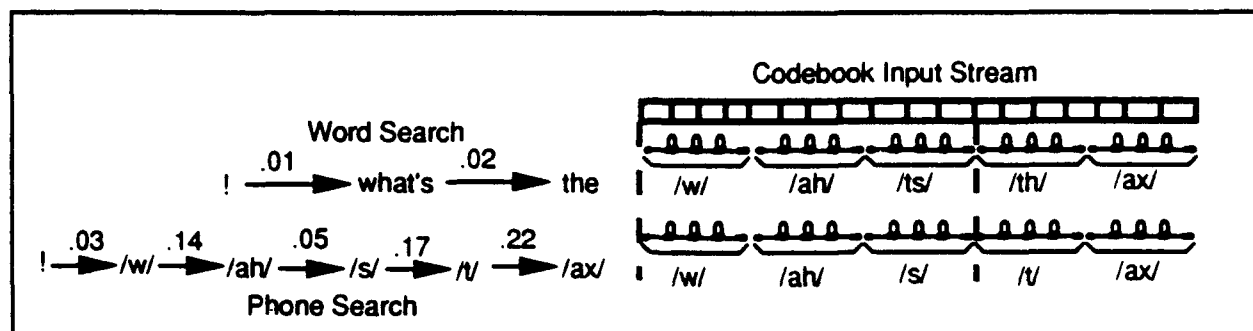 Codebook Input Stream
Word Search
.01 .02
! what's the
/w/ /ah/ /ts/ /th/ /ax/
.03 .14 .05 .17 .22
! /w/ /ah/ /s/ /t/ /ax/
/w/ /ah/ /s/ /t/ /ax/
Phone Search